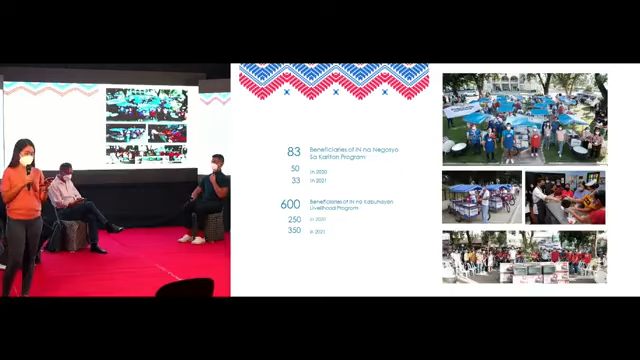 83 Beneficiaries of IN na Negosyo
Sa Kariton Program
50 in 2020
33 in 2021
600 Beneficiaries of IN na Kabuhayan
Livelihood Program
250 in 2020
350 in 2021